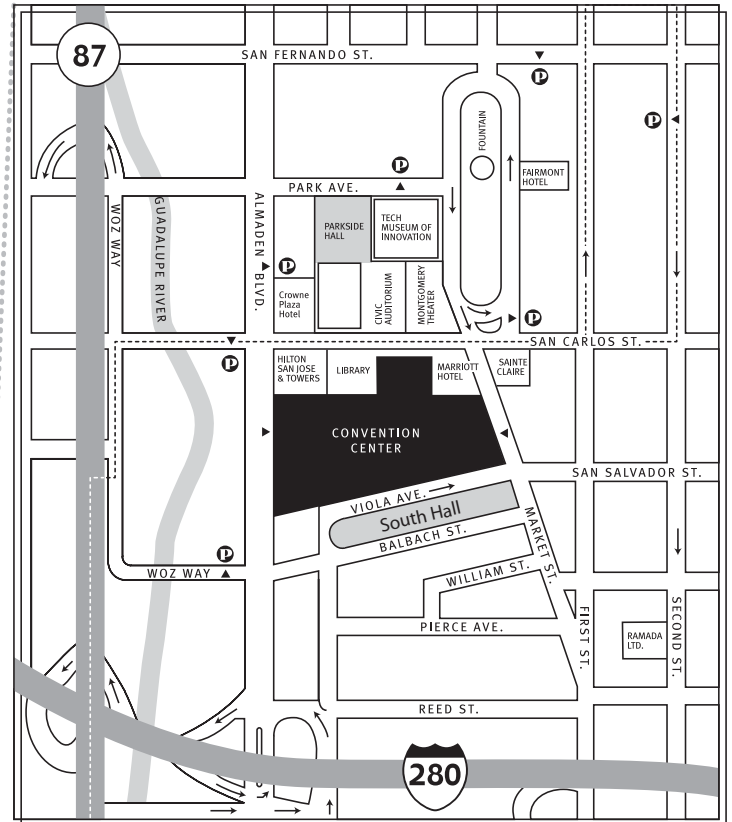 87
SAN FERNANDO ST.
P
P
FOUNTAIN
P
FAIRMONT
HOTEL
PARK AVE.
WOZ WAY
GUADALUPE RIVER
ALMADEN BLVD.
PARKSIDE
HALL
TECH
MUSEUM OF
INNOVATION
P
Crowne
Plaza
Hotel
CIVIC
AUDITORIUM
MONTGOMERY
THEATER
P
SAN CARLOS ST.
P
HILTON
SAN JOSE
& TOWERS
LIBRARY
MARRIOTT
HOTEL
SAINTE
CLAIRE
CONVENTION
CENTER
SAN SALVADOR ST.
VIOLA AVE.
South Hall
BALBACH ST.
MARKET ST.
P
WOZ WAY
WILLIAM ST.
PIERCE AVE.
FIRST ST.
RAMADA
LTD.
SECOND ST.
REED ST.
280